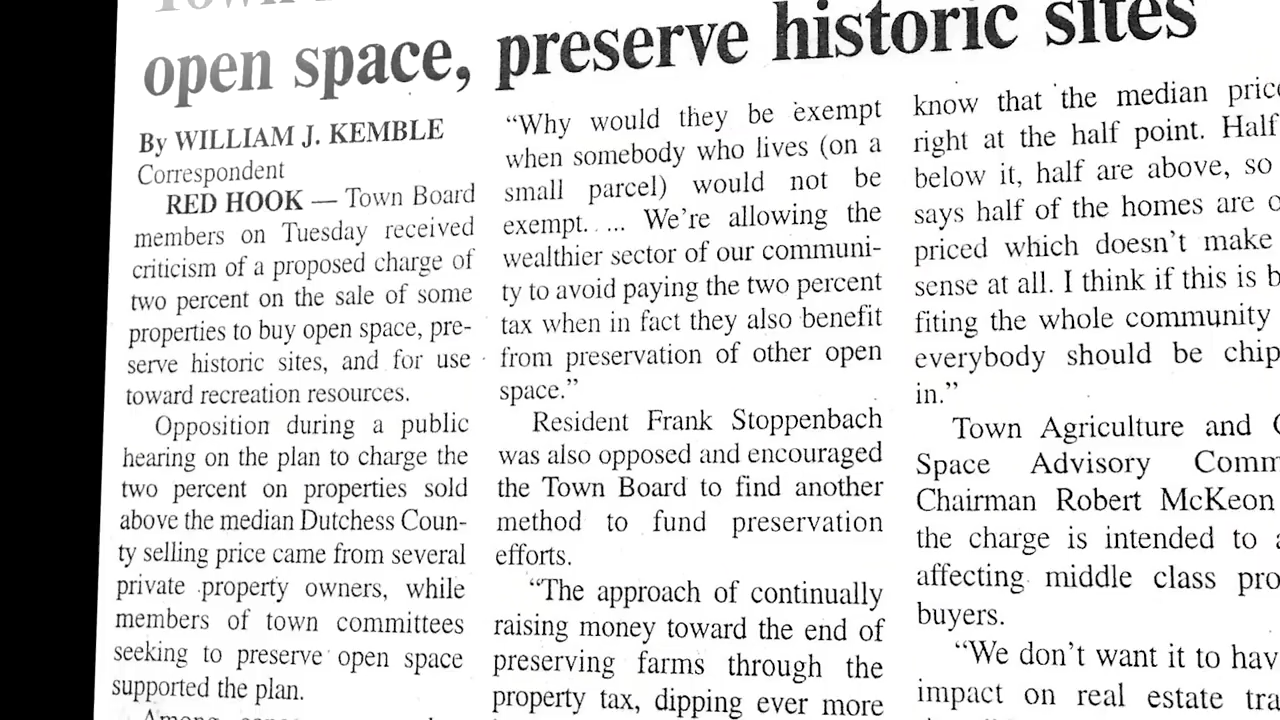 Town
open space, preserve historic sites
By WILLIAM J. KEMBLE
Correspondent
RED HOOK — Town Board
members on Tuesday received
criticism of a proposed charge of
two percent on the sale of some
properties to buy open space, pre-
serve historic sites, and for use
toward recreation resources.
Opposition during a public
hearing on the plan to charge the
two percent on properties sold
above the median Dutchess Coun-
ty selling price came from several
private property owners, while
members of town committees
seeking to preserve open space
supported the plan.
Among
“Why would they be exempt
when somebody who lives (on a
small parcel) would not be
exempt. ... We’re allowing the
wealthier sector of our communi-
ty to avoid paying the two percent
tax when in fact they also benefit
from preservation of other open
space.”
Resident Frank Stoppenbach
was also opposed and encouraged
the Town Board to find another
method to fund preservation
efforts.
“The approach of continually
raising money toward the end of
preserving farms through the
property tax, dipping ever more
know that the median
right at the half point. Half
below it, half are above, so
says half of the homes are
priced which doesn’t make
sense at all. I think if this is
fiting the whole community
everybody should be
in.”
Town Agriculture and
Space Advisory
Chairman Robert McKeon
the charge is intended to
affecting middle class
buyers.
“We don’t want it to
impact on real estate